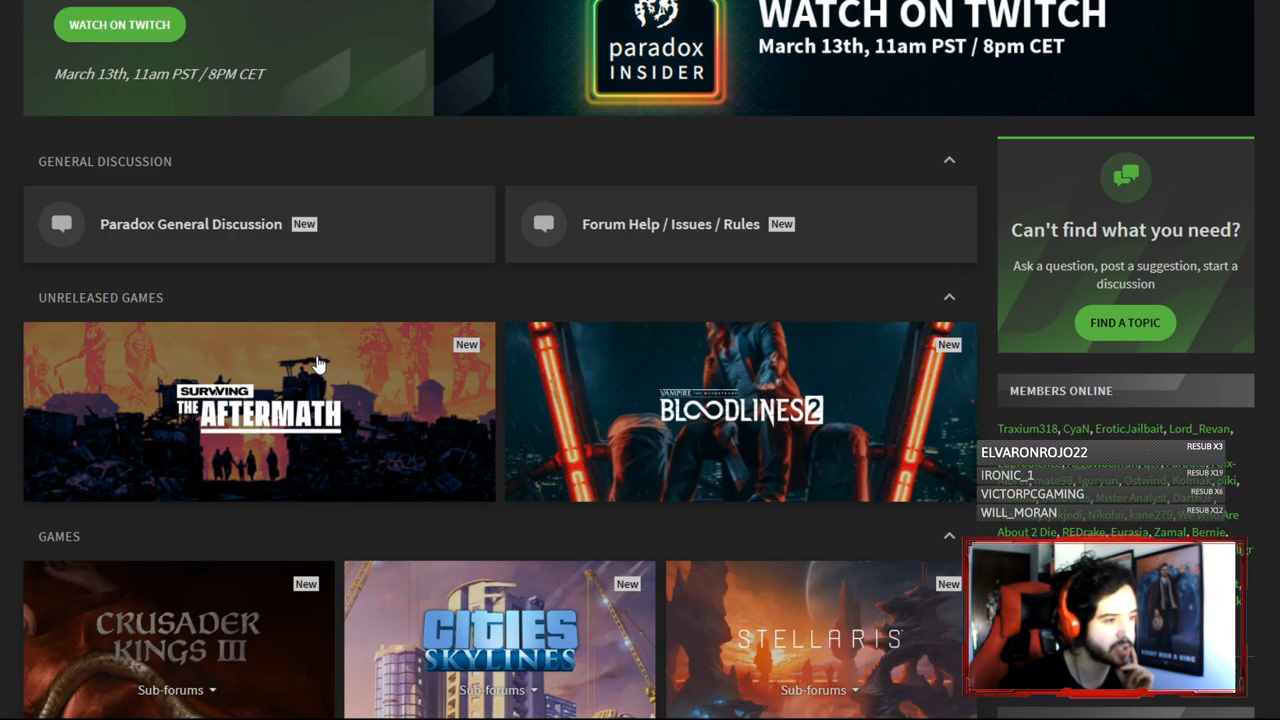 WATCH ON TWITCH
March 13th, 11am PST / 8PM CET
paradox
INSIDER
WATCH ON TWITCH
March 13th, 11am PST / 8pm CET
GENERAL DISCUSSION
Paradox General Discussion New
Forum Help / Issues / Rules New
UNRELEASED GAMES
New
SURVIVING
THE AFTERMATH
New
VAMPIRE
BLOODLINES 2
GAMES
New
CRUSADER
KINGS III
Sub-forums
New
CITIES
SKYLINES
Sub-forums
New
STELLARIS
Sub-forums
Can't find what you need?
Ask a question, post a suggestion, start a
discussion
FIND A TOPIC
MEMBERS ONLINE
Traxium318, CyaN, EroticJailbait, Lord_Revan,
ELVARONROJO22 RESUB X3
IRONIC_1 RESUB X19
VICTORPCGAMING RESUB X6
WILL_MORAN RESUB X12
About 2 Die, REDrake, Eurasia, Zamal, Bernie,
EVERY MAN A KING